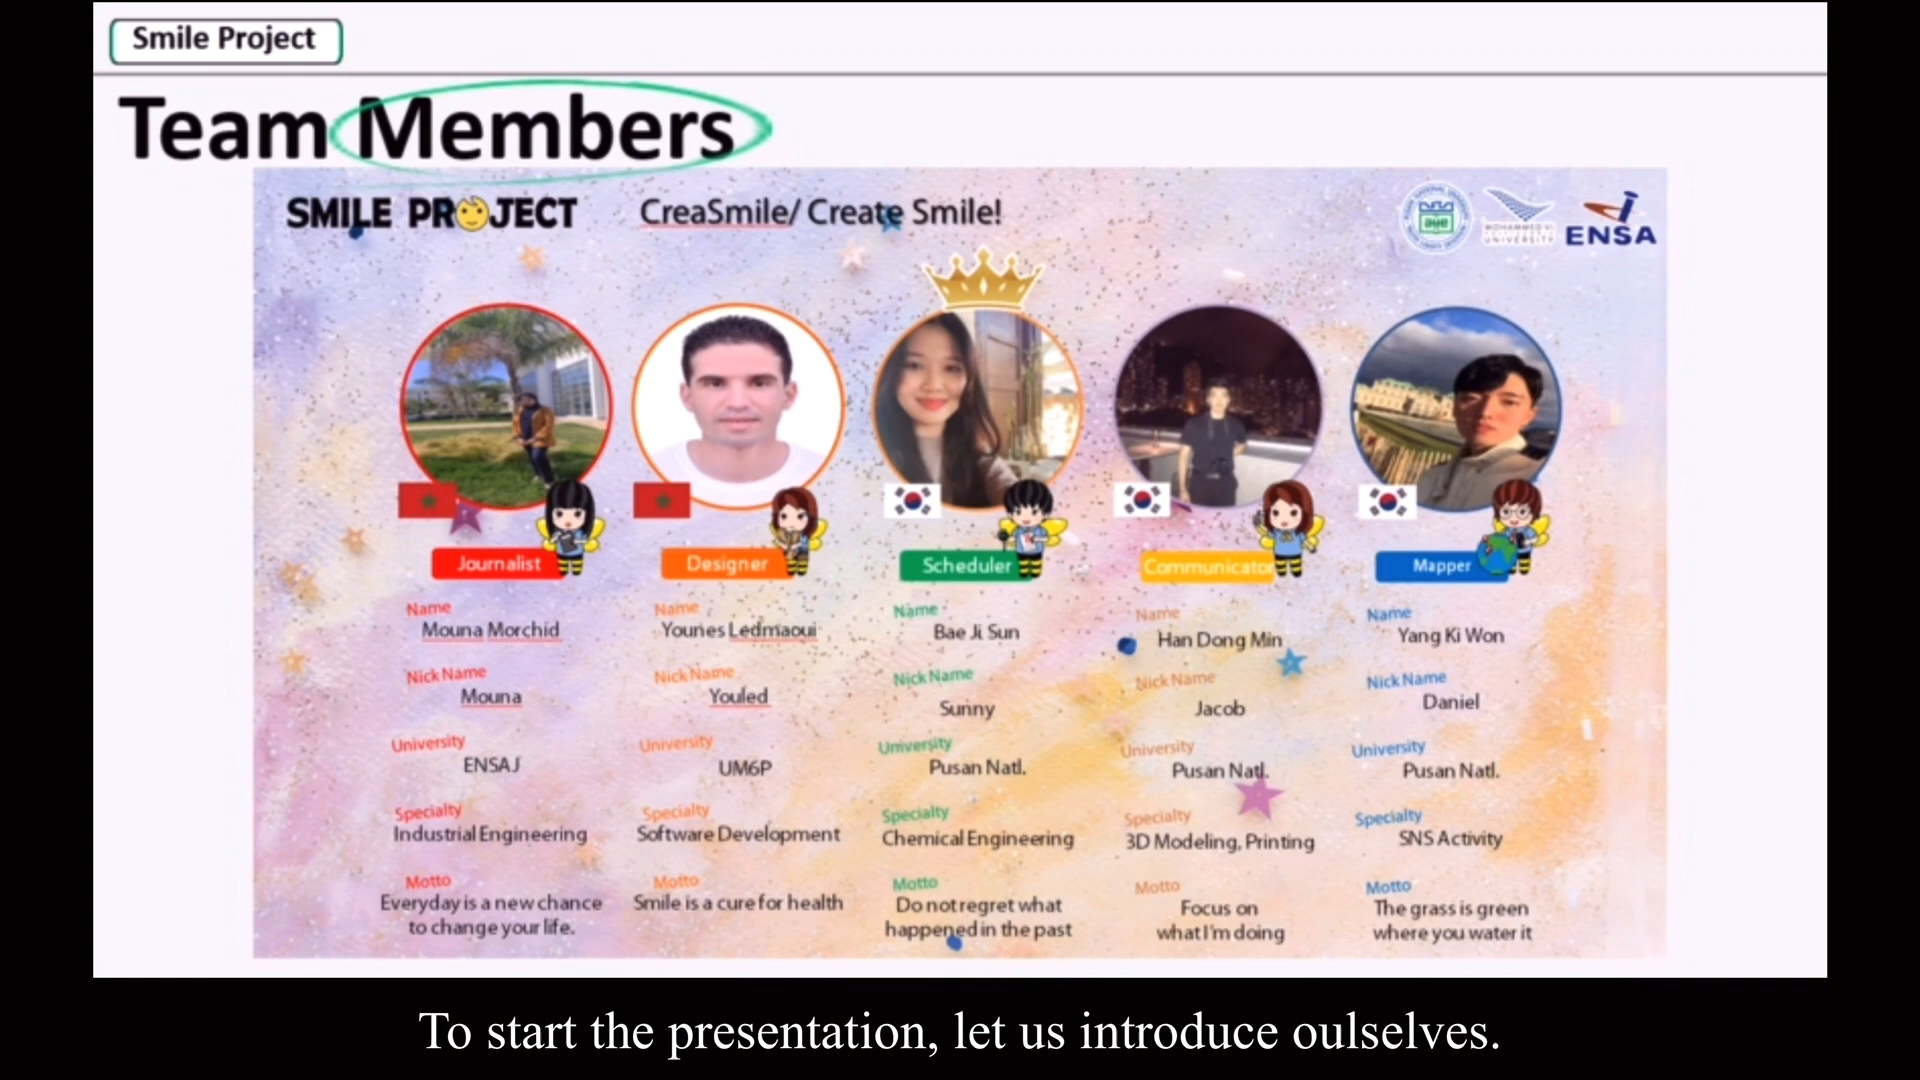 Smile Project
Team Members
SMILE PROJECT
CreaSmile/ Create Smile!
MOHAMMED VI
UNIVERSITY
ENSA
Journalist
Name
Mouna Morchid
Nick Name
Mouna
University
ENSAJ
Specialty
Industrial Engineering
Motto
Everyday is a new chance
to change your life.
Designer
Name
Younes Ledmaoui
Nick Name
Youled
University
UM6P
Specialty
Software Development
Motto
Smile is a cure for health
Scheduler
Name
Bae Ji Sun
Nick Name
Sunny
University
Pusan Natl.
Specialty
Chemical Engineering
Motto
Do not regret what
happened in the past
Communicator
Name
Han Dong Min
Nick Name
Jacob
University
Pusan Natl.
Specialty
3D Modeling, Printing
Motto
Focus on
what I'm doing
Mapper
Name
Yang Ki Won
Nick Name
Daniel
University
Pusan Natl.
Specialty
SNS Activity
Motto
The grass is green
where you water it
To start the presentation, let us introduce oulselves.